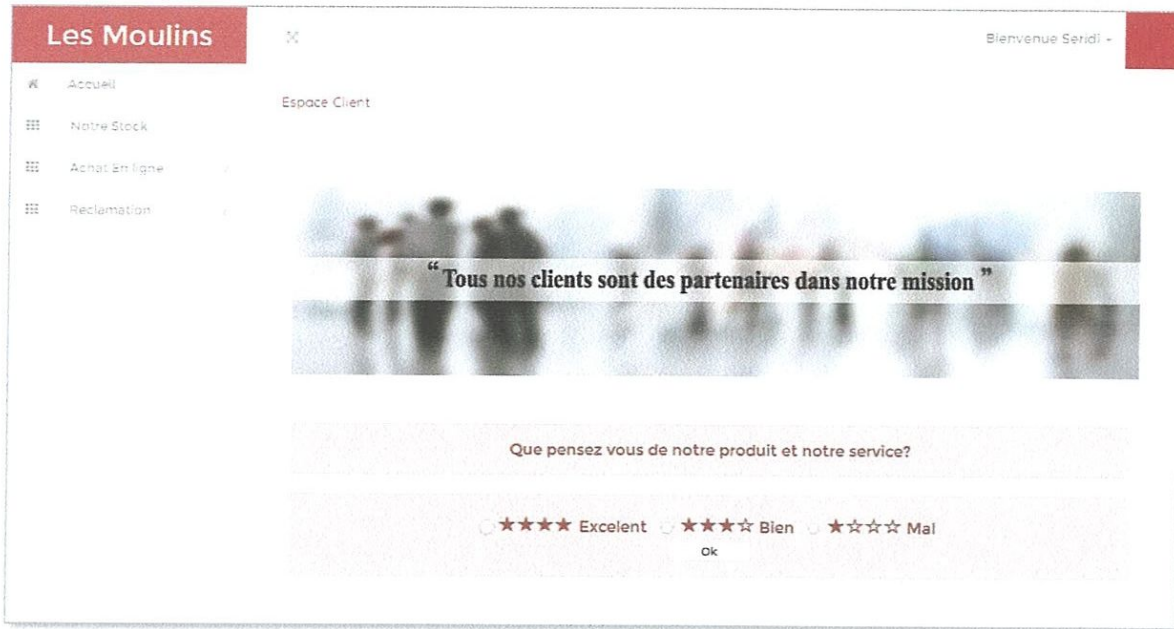 Les Moulins
Bienvenue Seridi
Accueil
Notre Stock
Achat En ligne
Reclamation
Espace Client
“ Tous nos clients sont des partenaires dans notre mission ”
Que pensez vous de notre produit et notre service?
★★★★ Excelent ★★★☆ Bien ★☆☆☆ Mal
Ok